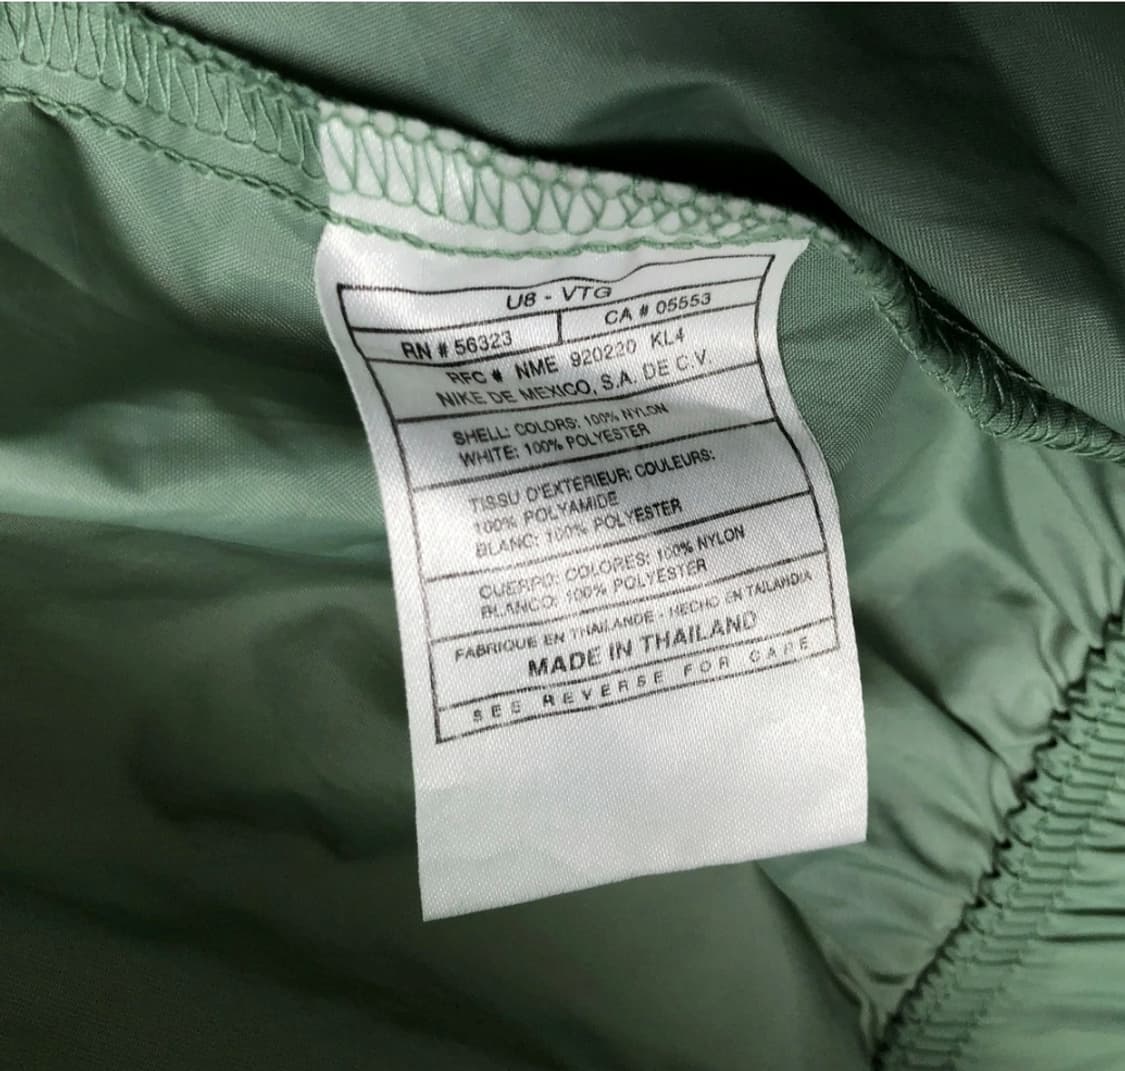 U8 - VTG
RN # 56323 CA # 05553
RFC # NME 920220 KL4
NIKE DE MEXICO, S.A. DE C.V.
SHELL: COLORS: 100% NYLON
WHITE: 100% POLYESTER
TISSU D'EXTERIEUR: COULEURS:
100% POLYAMIDE
BLANC: 100% POLYESTER
CUERPO: COLORES: 100% NYLON
BLANCO: 100% POLYESTER
FABRIQUE EN THAILANDE - HECHO EN TAILANDIA
MADE IN THAILAND
SEE REVERSE FOR CARE